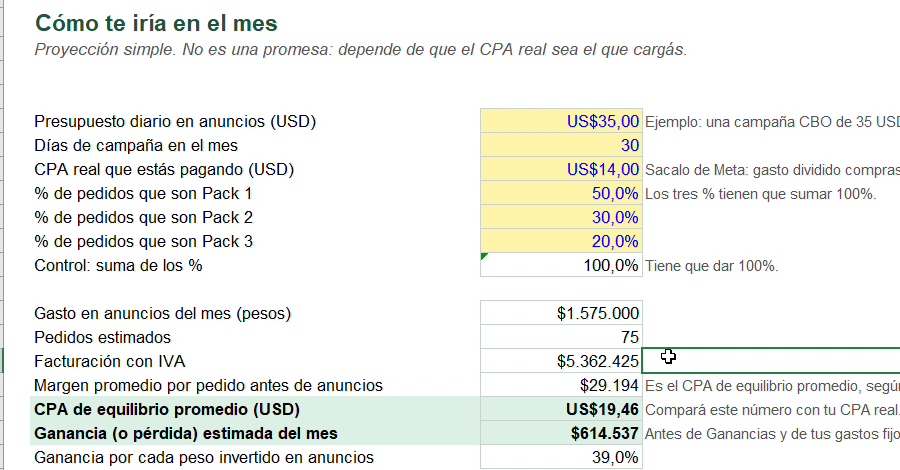 Cómo te iría en el mes
Proyección simple. No es una promesa: depende de que el CPA real sea el que cargás.
Presupuesto diario en anuncios (USD) US$35,00 Ejemplo: una campaña CBO de 35 USD
Días de campaña en el mes 30
CPA real que estás pagando (USD) US$14,00 Sacalo de Meta: gasto dividido compras
% de pedidos que son Pack 1 50,0% Los tres % tienen que sumar 100%.
% de pedidos que son Pack 2 30,0%
% de pedidos que son Pack 3 20,0%
Control: suma de los % 100,0% Tiene que dar 100%.
Gasto en anuncios del mes (pesos) $1.575.000
Pedidos estimados 75
Facturación con IVA $5.362.425
Margen promedio por pedido antes de anuncios $29.194 Es el CPA de equilibrio promedio, segú
CPA de equilibrio promedio (USD) US$19,46 Compará este número con tu CPA real.
Ganancia (o pérdida) estimada del mes $614.537 Antes de Ganancias y de tus gastos fijo
Ganancia por cada peso invertido en anuncios 39,0%